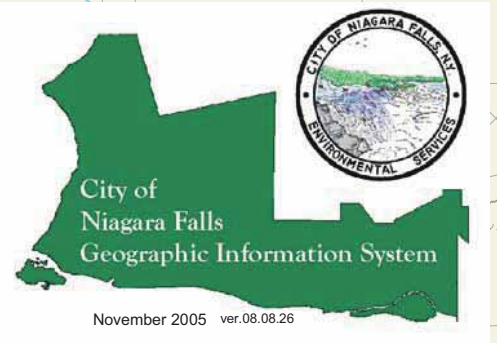 CITY OF NIAGARA FALLS, N.Y.
ENVIRONMENTAL SERVICES
City of
Niagara Falls
Geographic Information System
November 2005 ver.08.08.26